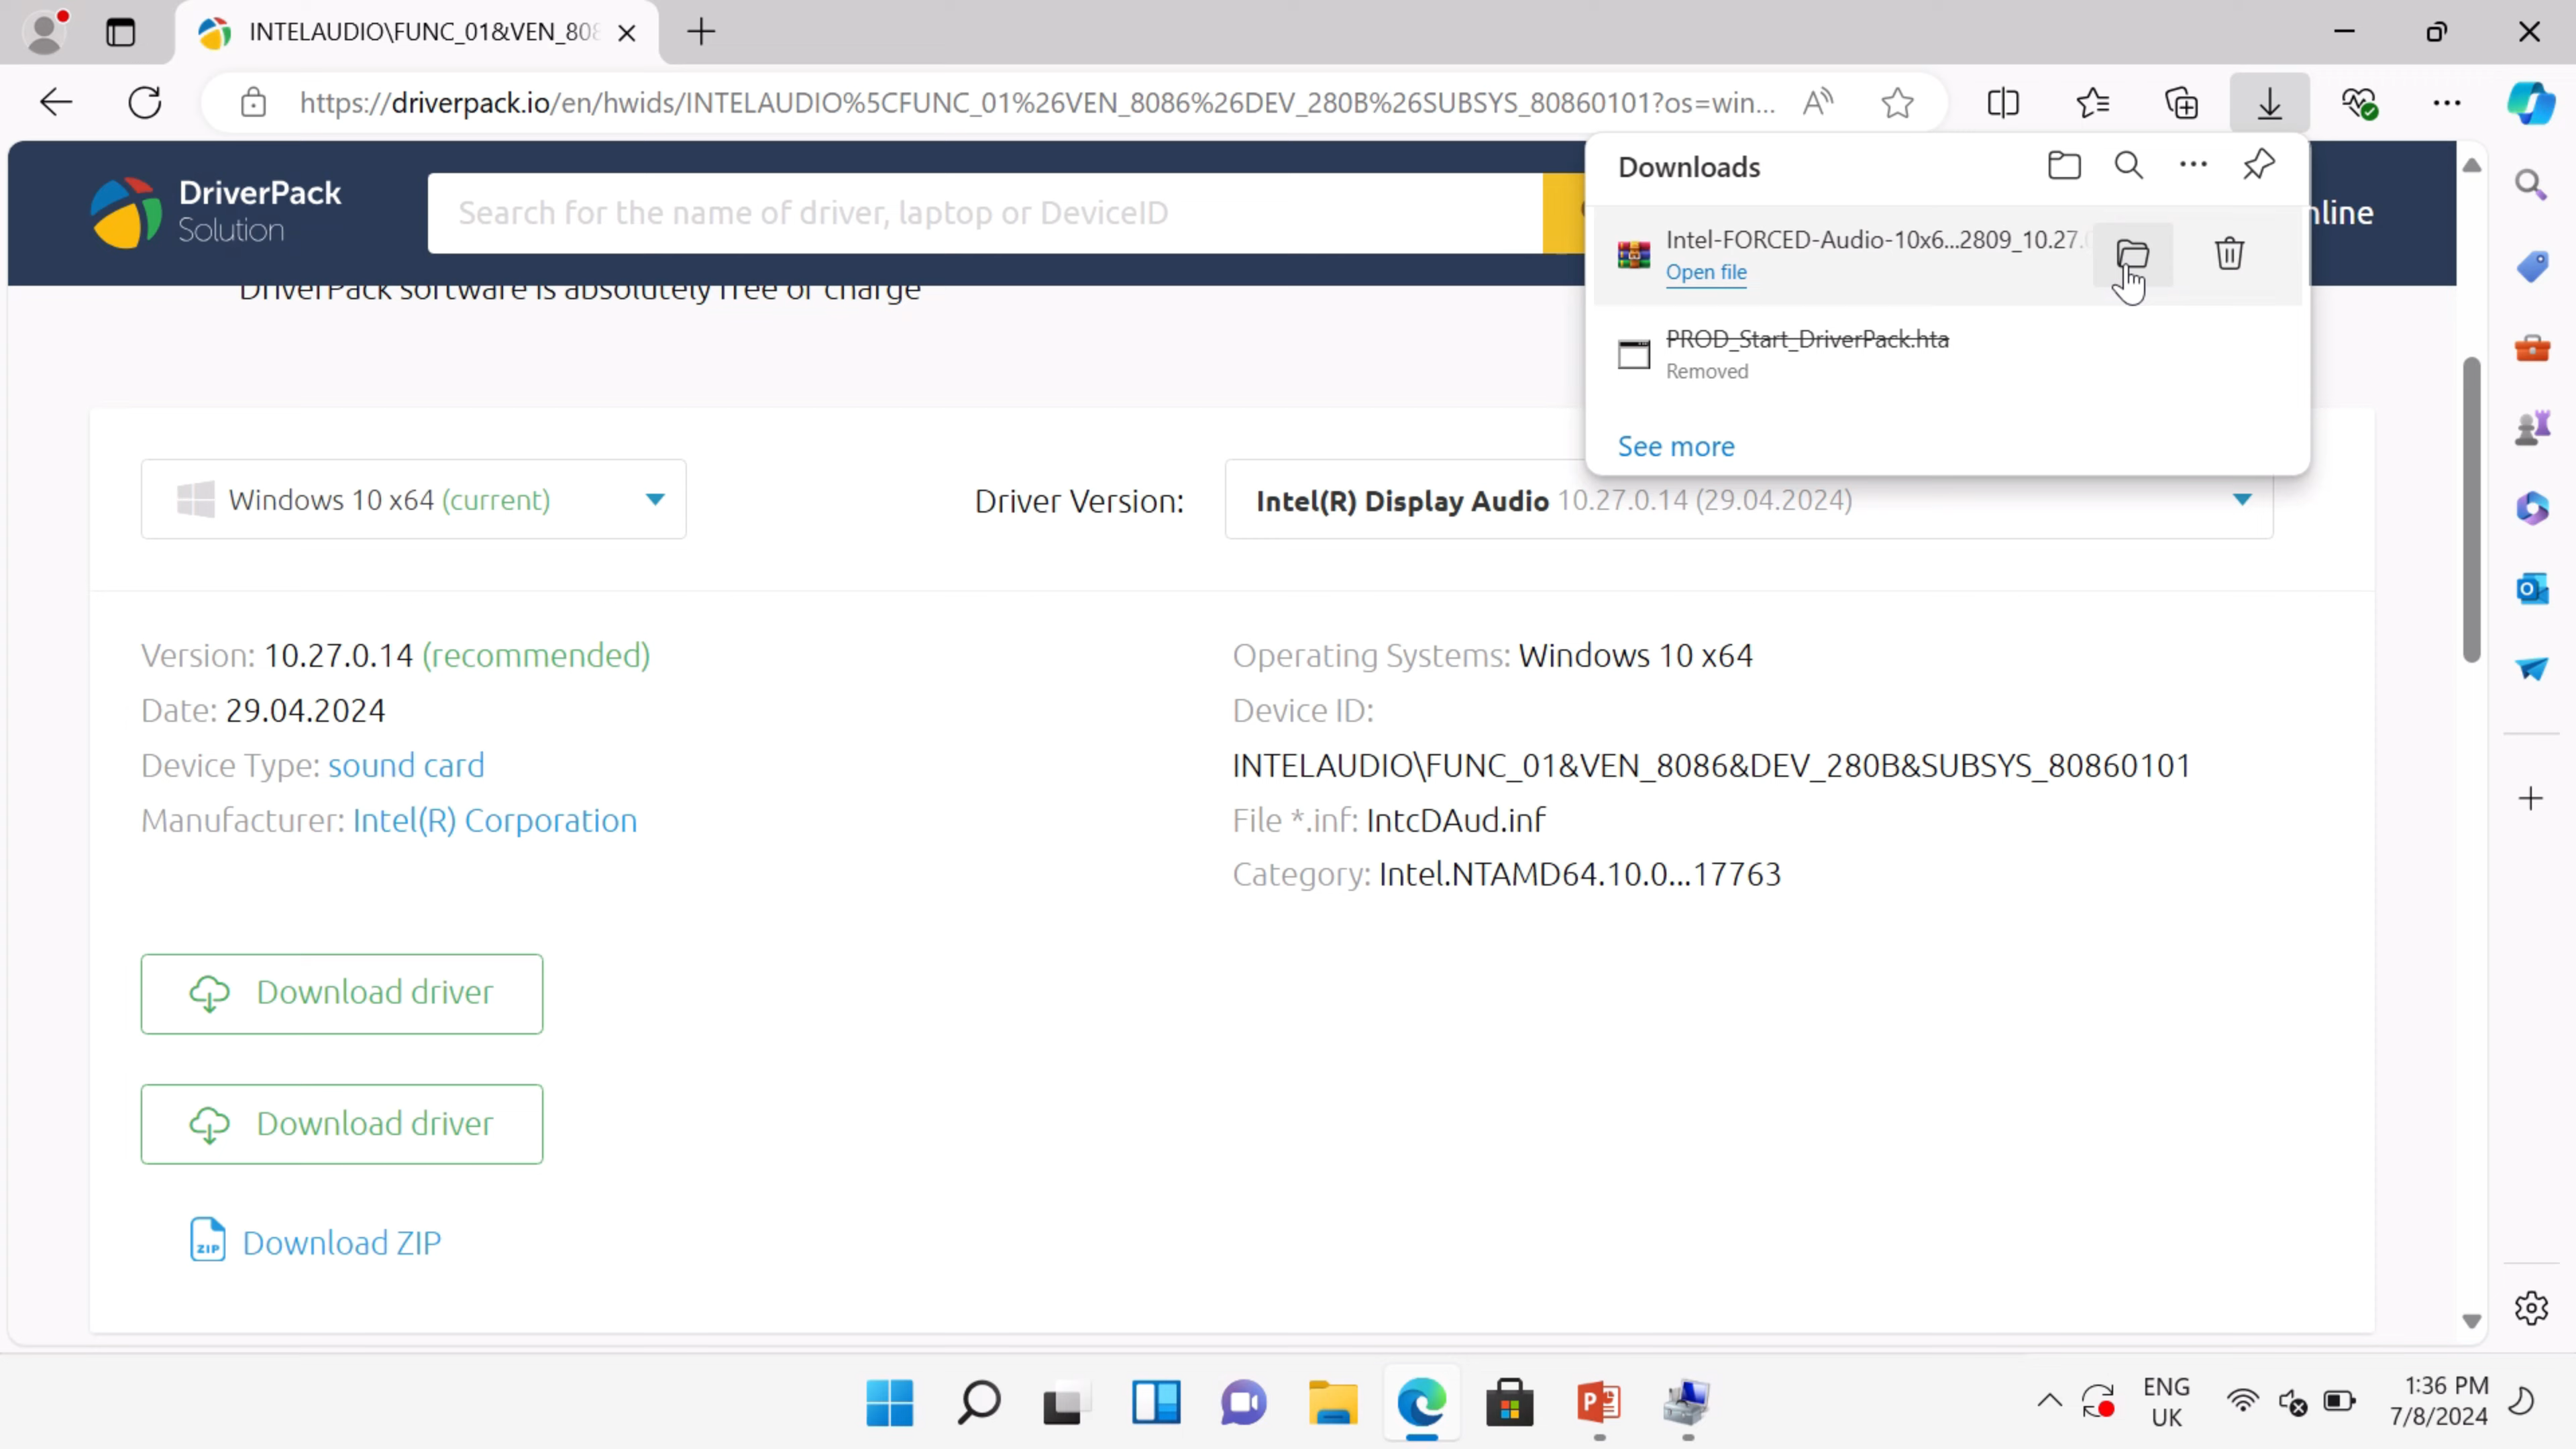 INTELAUDIO\FUNC_01&VEN_808
https://driverpack.io/en/hwids/INTELAUDIO%5CFUNC_01%26VEN_8086%26DEV_280B%26SUBSYS_80860101?os=win...
DriverPack
Solution
Search for the name of driver, laptop or DeviceID
nline
Downloads
Intel-FORCED-Audio-10x6...2809_10.27.
Open file
PROD_Start_DriverPack.hta
Removed
See more
DriverPack software is absolutely free of charge
Windows 10 x64 (current)
Driver Version:
Intel(R) Display Audio 10.27.0.14 (29.04.2024)
Version: 10.27.0.14 (recommended)
Date: 29.04.2024
Device Type: sound card
Manufacturer: Intel(R) Corporation
Operating Systems: Windows 10 x64
Device ID:
INTELAUDIO\FUNC_01&VEN_8086&DEV_280B&SUBSYS_80860101
File *.inf: IntcDAud.inf
Category: Intel.NTAMD64.10.0...17763
Download driver
Download driver
ZIP Download ZIP
ENG
UK
1:36 PM
7/8/2024